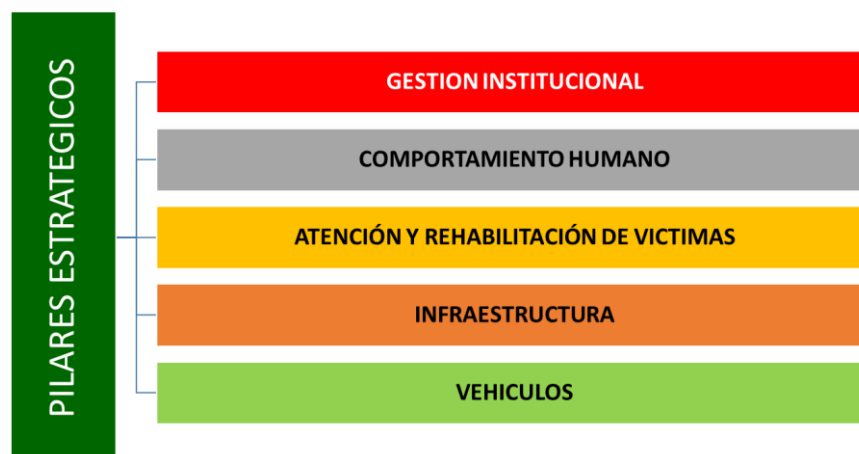 PILARES ESTRATEGICOS
GESTION INSTITUCIONAL
COMPORTAMIENTO HUMANO
ATENCIÓN Y REHABILITACIÓN DE VICTIMAS
INFRAESTRUCTURA
VEHICULOS